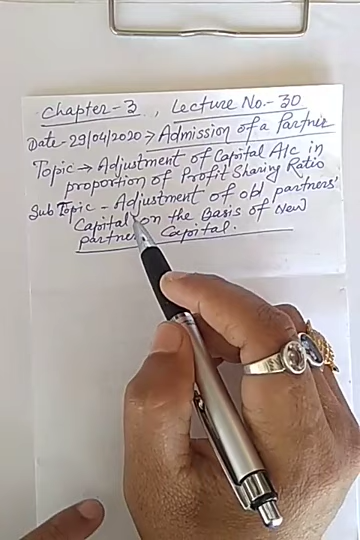 Chapter-3, Lecture No.- 30
Date-29/04/2020 → Admission of a Partner
Topic → Adjustment of Capital A/c in
proportion of Profit Sharing Ratio
Sub Topic - Adjustment of old partners'
Capital on the Basis of New
partner Capital.